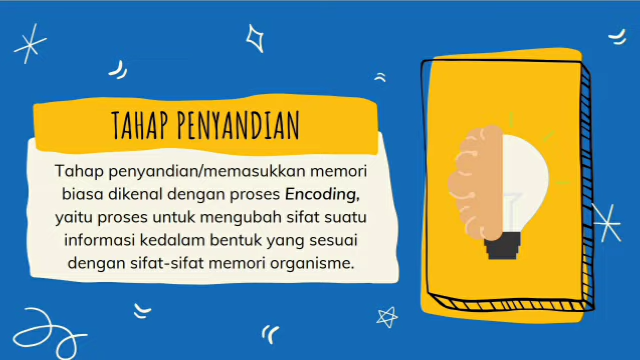 TAHAP PENYANDIAN
Tahap penyandian/memasukkan memori
biasa dikenal dengan proses Encoding,
yaitu proses untuk mengubah sifat suatu
informasi kedalam bentuk yang sesuai
dengan sifat-sifat memori organisme.